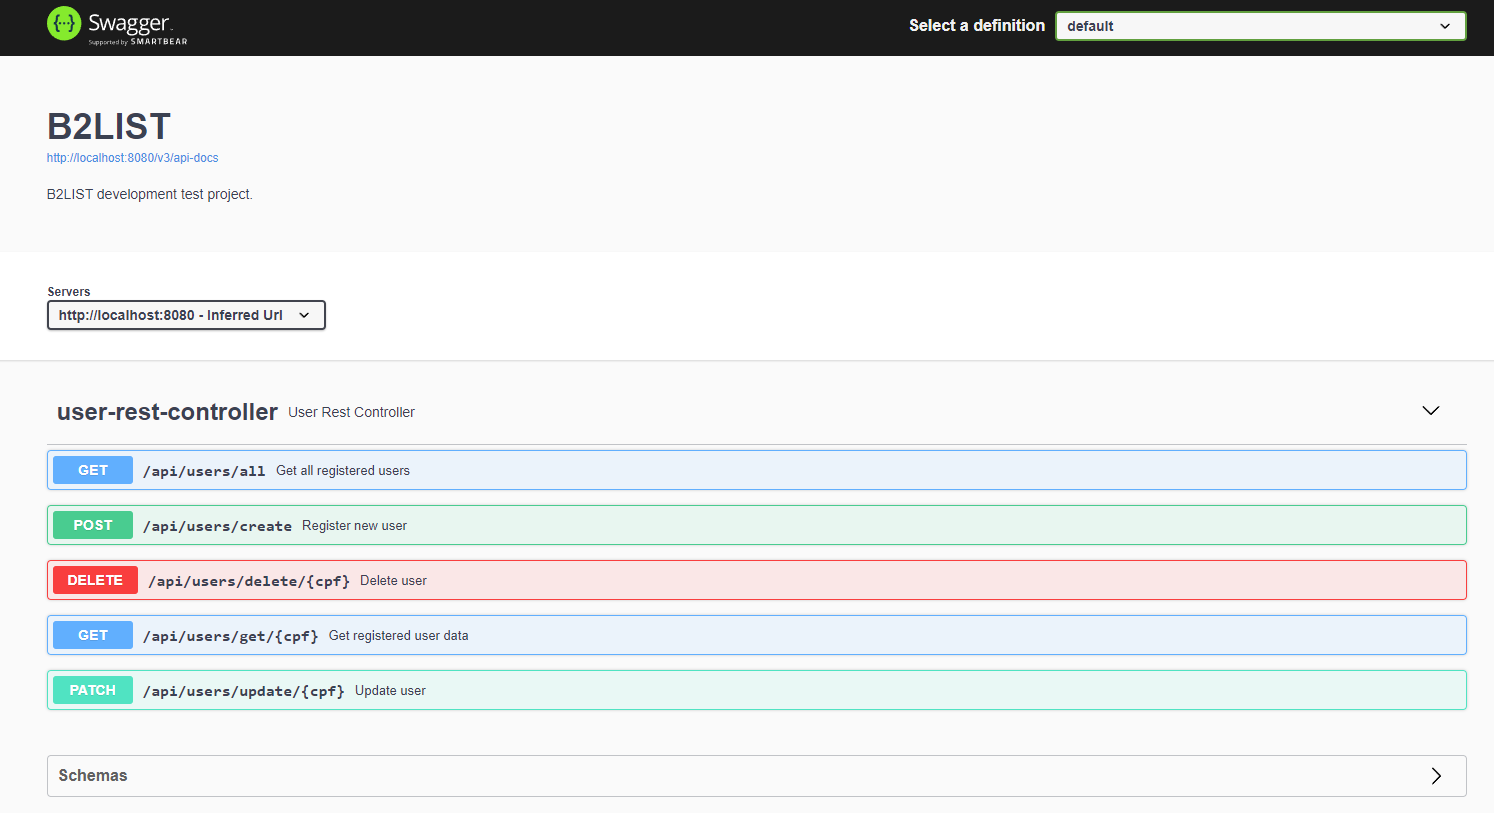 {···} Swagger.
Supported by SMARTBEAR
Select a definition
default
B2LIST
http://localhost:8080/v3/api-docs
B2LIST development test project.
Servers
http://localhost:8080 - Inferred Url
user-rest-controller User Rest Controller
GET /api/users/all Get all registered users
POST /api/users/create Register new user
DELETE /api/users/delete/{cpf} Delete user
GET /api/users/get/{cpf} Get registered user data
PATCH /api/users/update/{cpf} Update user
Schemas